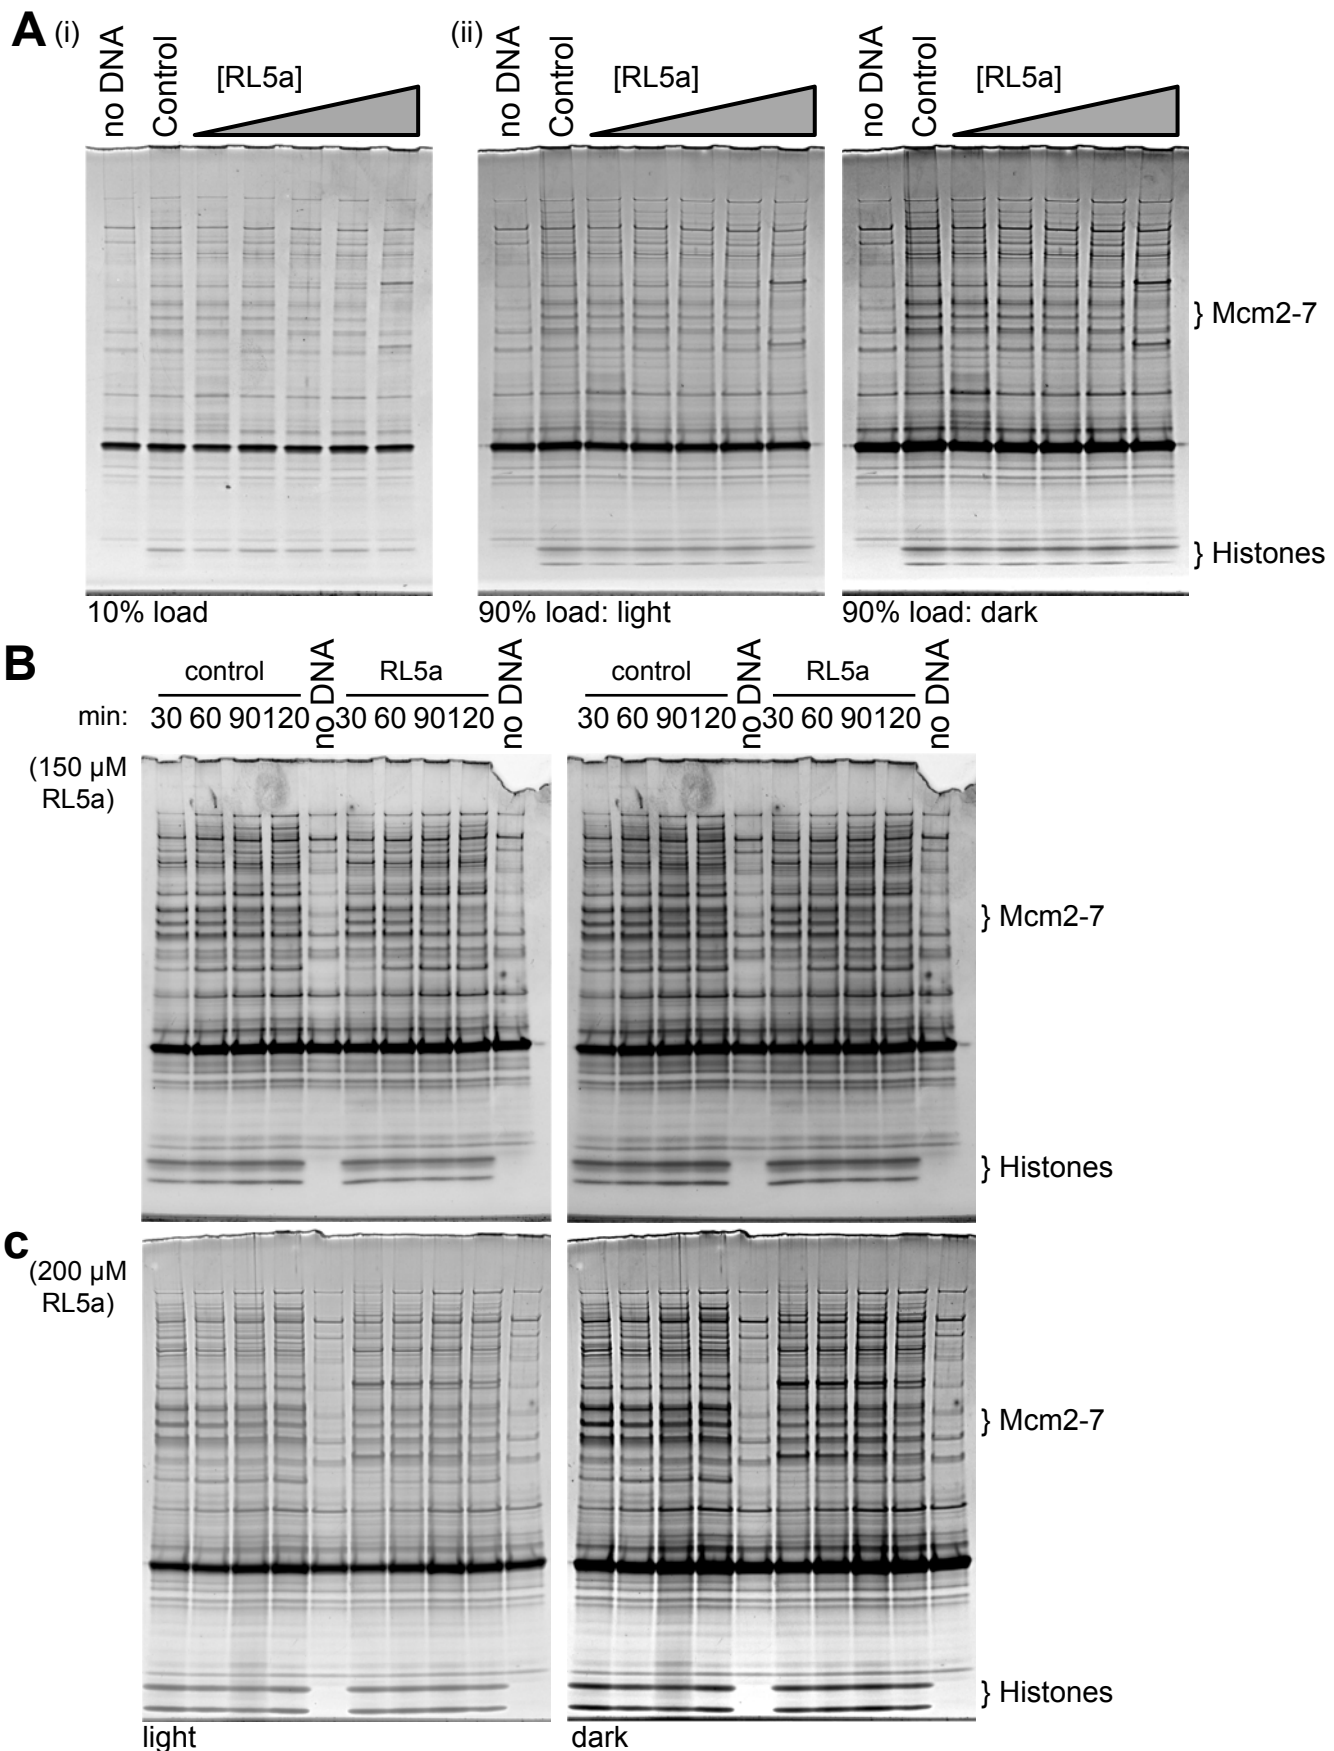 A (i) no DNA Control [RL5a] (ii) no DNA Control [RL5a] no DNA Control [RL5a]
} Mcm2-7
} Histones
10% load 90% load: light 90% load: dark
B control no DNA RL5a no DNA control no DNA RL5a no DNA
min: 30 60 90 120 30 60 90 120 30 60 90 120 30 60 90 120
(150 µM
RL5a)
} Mcm2-7
} Histones
C
(200 µM
RL5a)
} Mcm2-7
} Histones
light dark